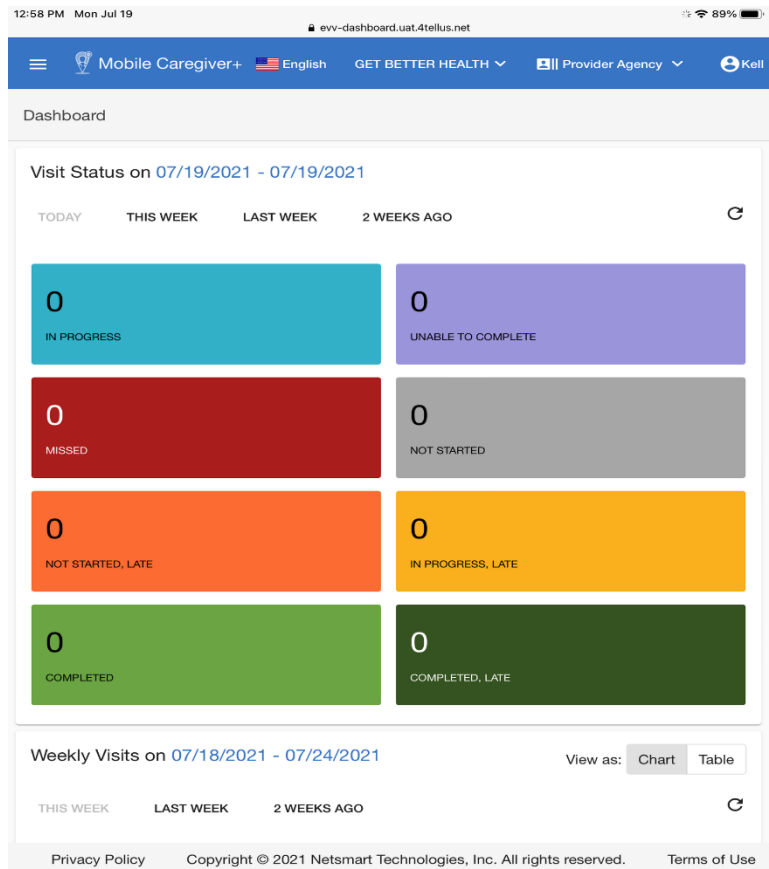 12:58 PM Mon Jul 19
89%
evv-dashboard.uat.4tellus.net
Mobile Caregiver+ English GET BETTER HEALTH Provider Agency Kell
Dashboard
Visit Status on 07/19/2021 - 07/19/2021
TODAY THIS WEEK LAST WEEK 2 WEEKS AGO
0
IN PROGRESS
0
UNABLE TO COMPLETE
0
MISSED
0
NOT STARTED
0
NOT STARTED, LATE
0
IN PROGRESS, LATE
0
COMPLETED
0
COMPLETED, LATE
Weekly Visits on 07/18/2021 - 07/24/2021 View as: Chart Table
THIS WEEK LAST WEEK 2 WEEKS AGO
Privacy Policy Copyright © 2021 Netsmart Technologies, Inc. All rights reserved. Terms of Use